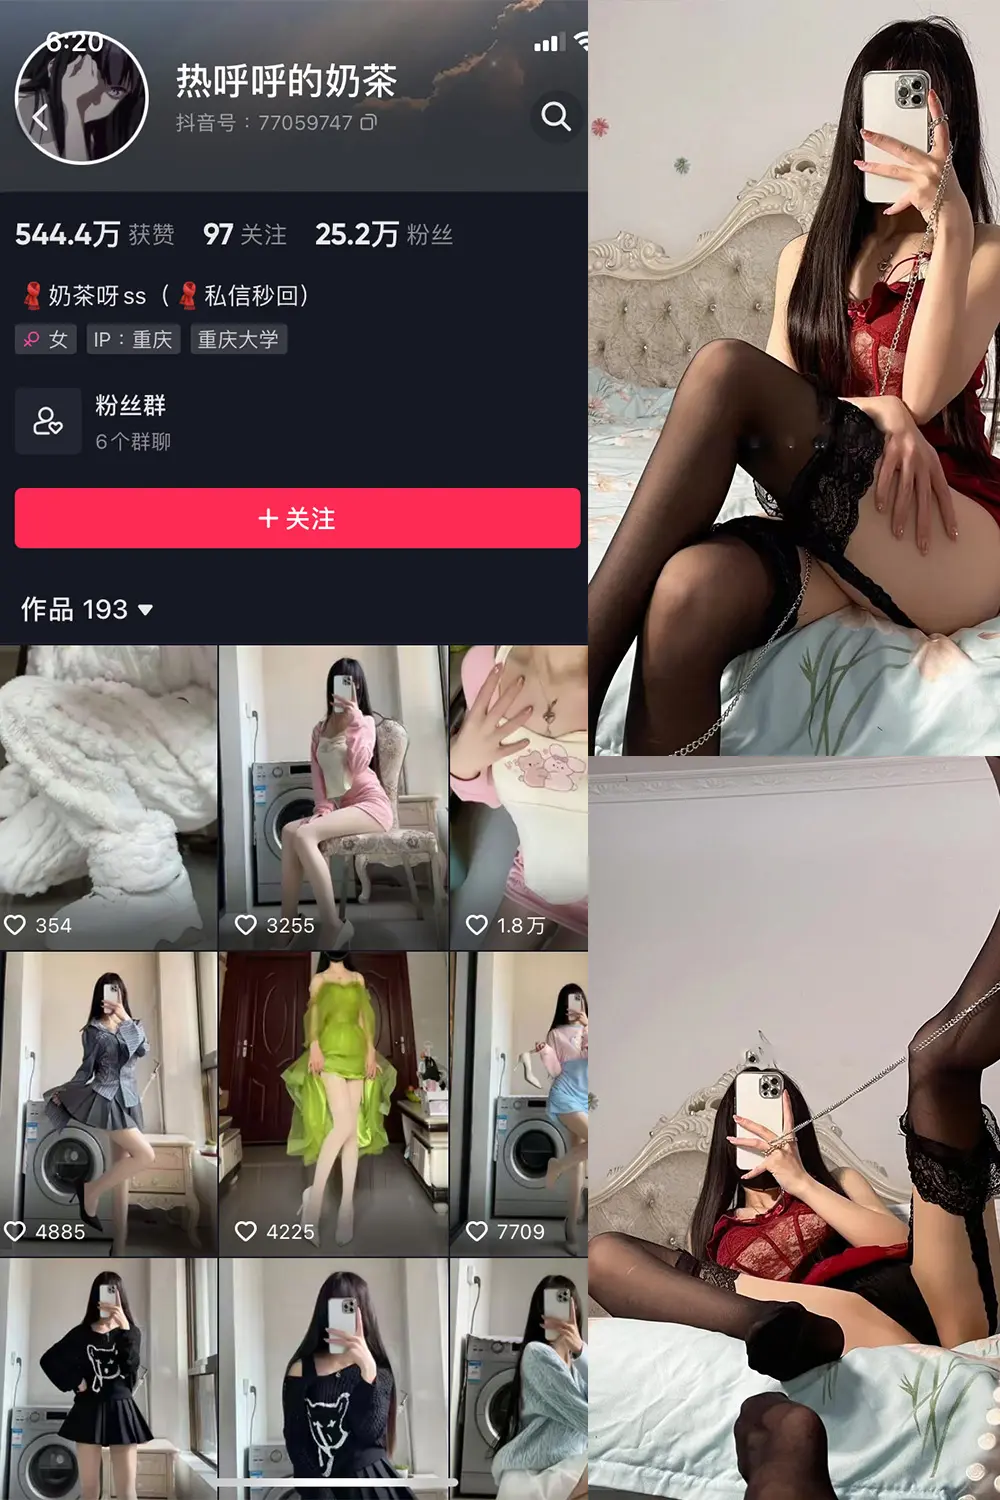 6:20
热呼呼的奶茶
抖音号：77059747
544.4万 获赞 97 关注 25.2万 粉丝
奶茶呀ss（ 私信秒回）
女 IP：重庆 重庆大学
粉丝群
6个群聊
+ 关注
作品 193
354 3255 1.8万
4885 4225 7709